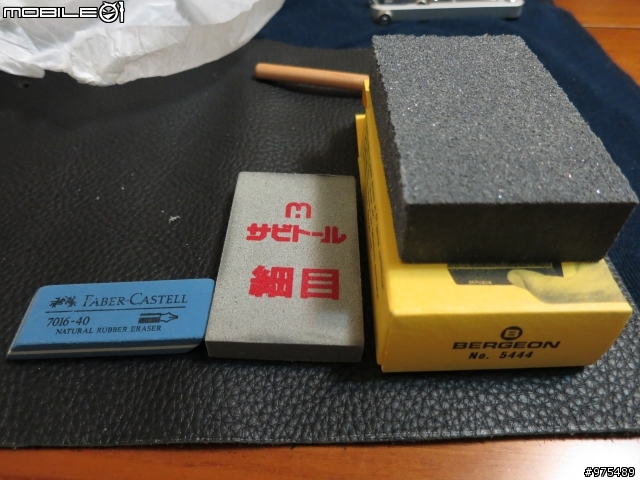 MOBILE01
FABER-CASTELL
7016-40
NATURAL RUBBER ERASER
サビトール
細目
B
BERGEON
No. 5444
#975489